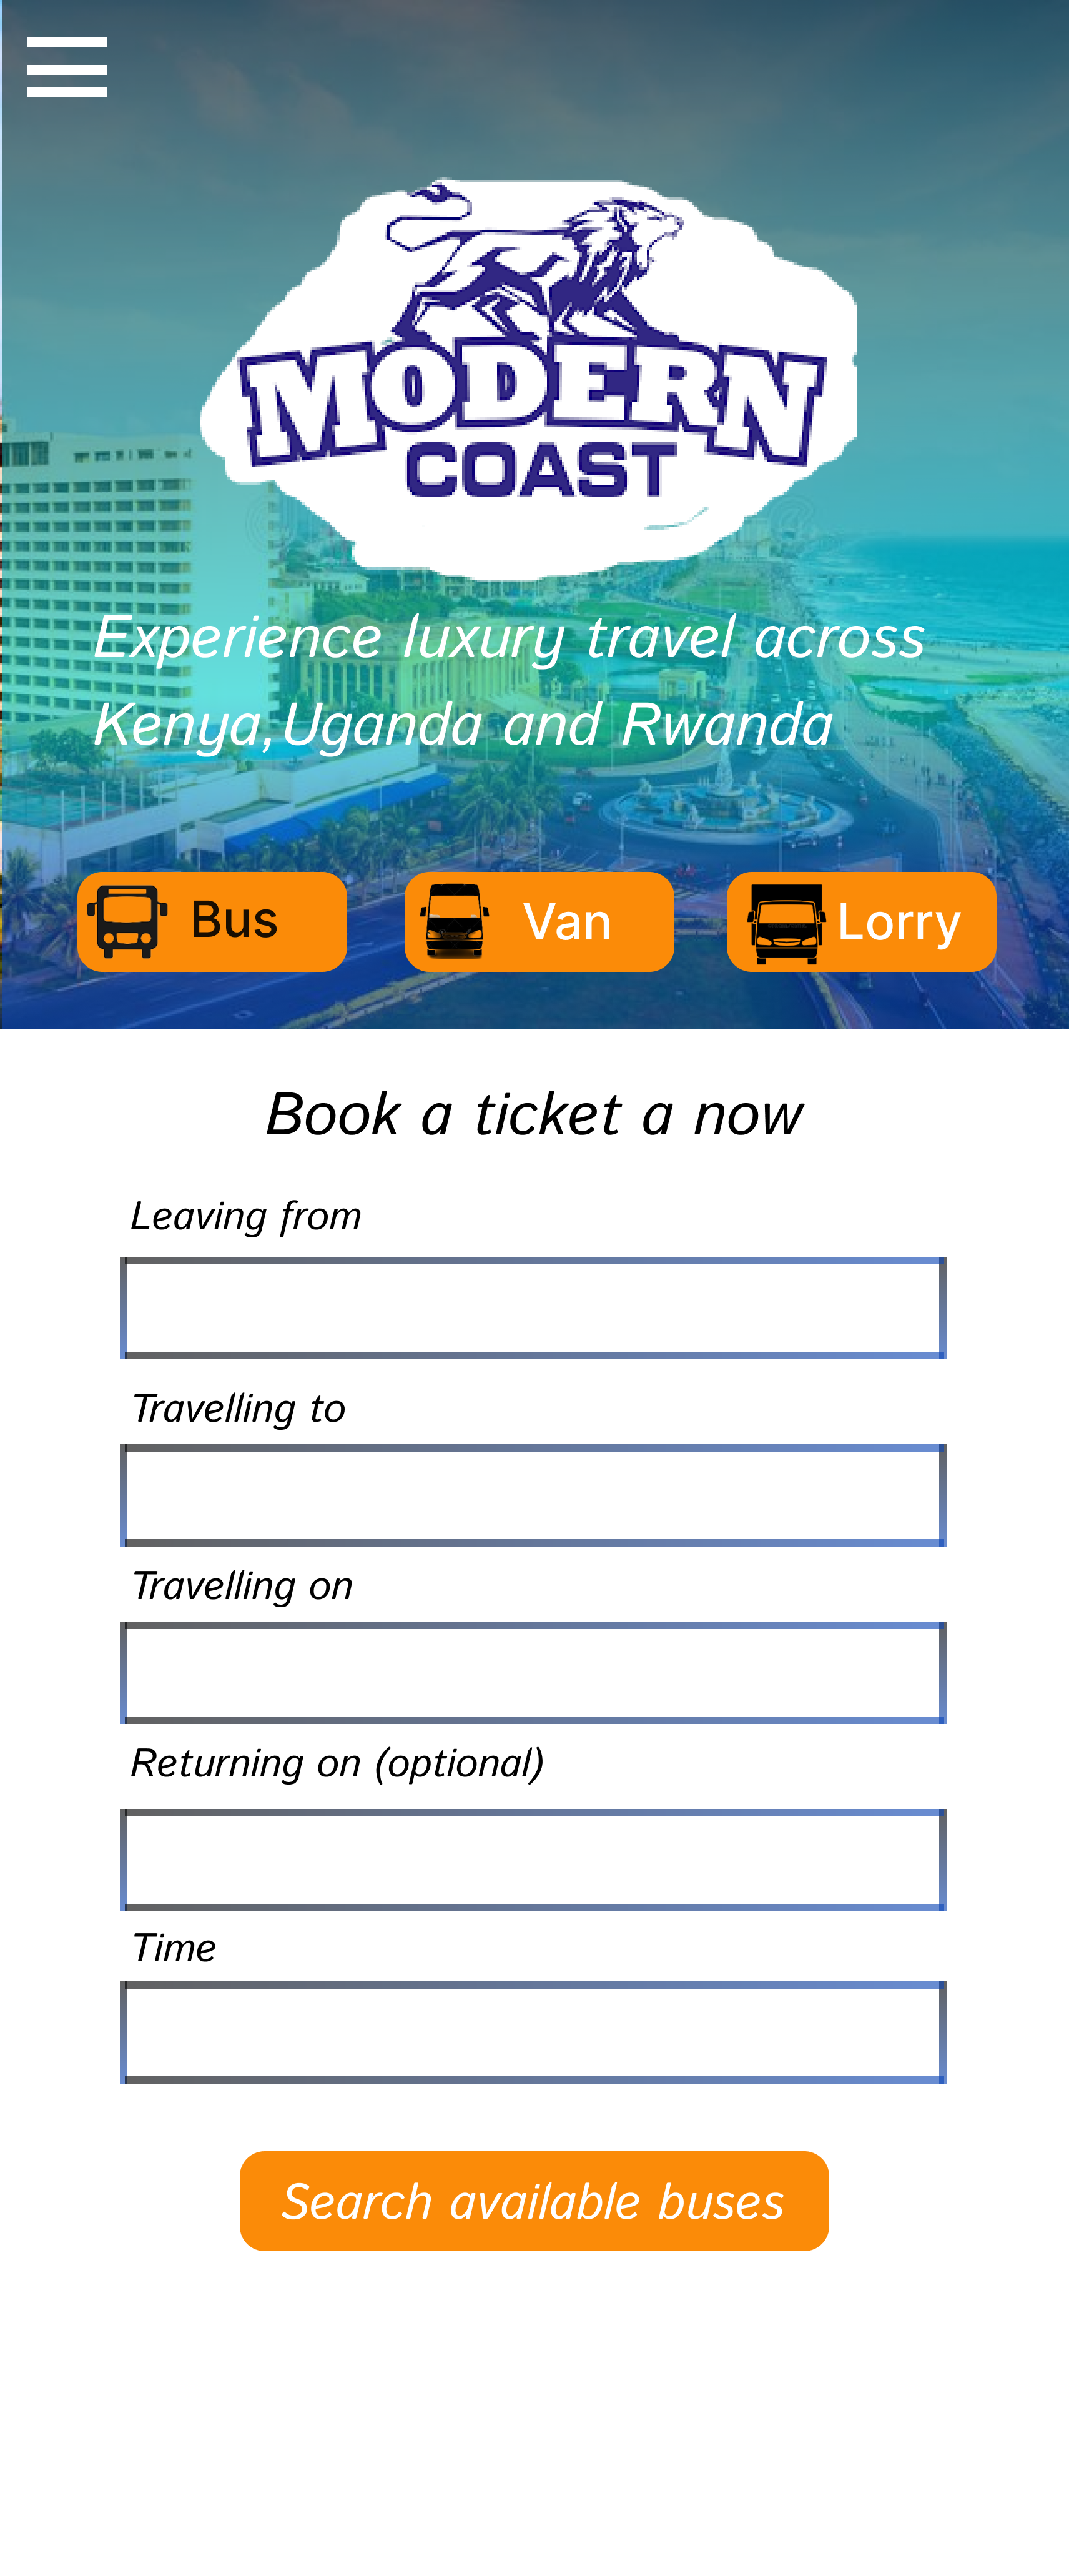 MODERN
COAST
Experience luxury travel across
Kenya,Uganda and Rwanda
Bus
Van
Lorry
Book a ticket a now
Leaving from
Travelling to
Travelling on
Returning on (optional)
Time
Search available buses